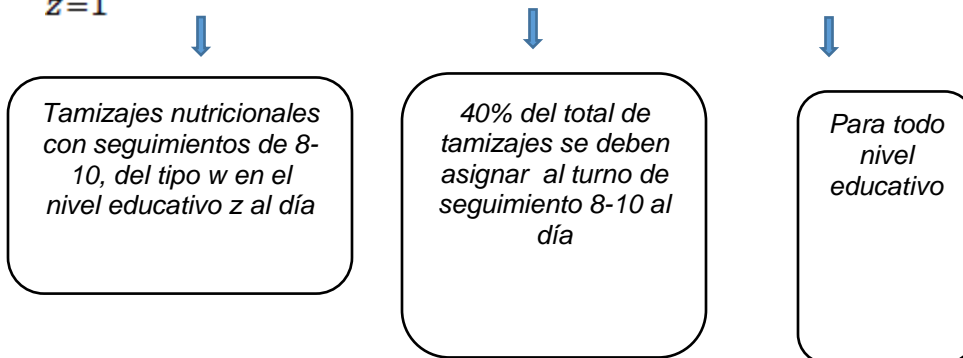 z=1
Tamizajes nutricionales
con seguimientos de 8-
10, del tipo w en el
nivel educativo z al día
40% del total de
tamizajes se deben
asignar al turno de
seguimiento 8-10 al
día
Para todo
nivel
educativo